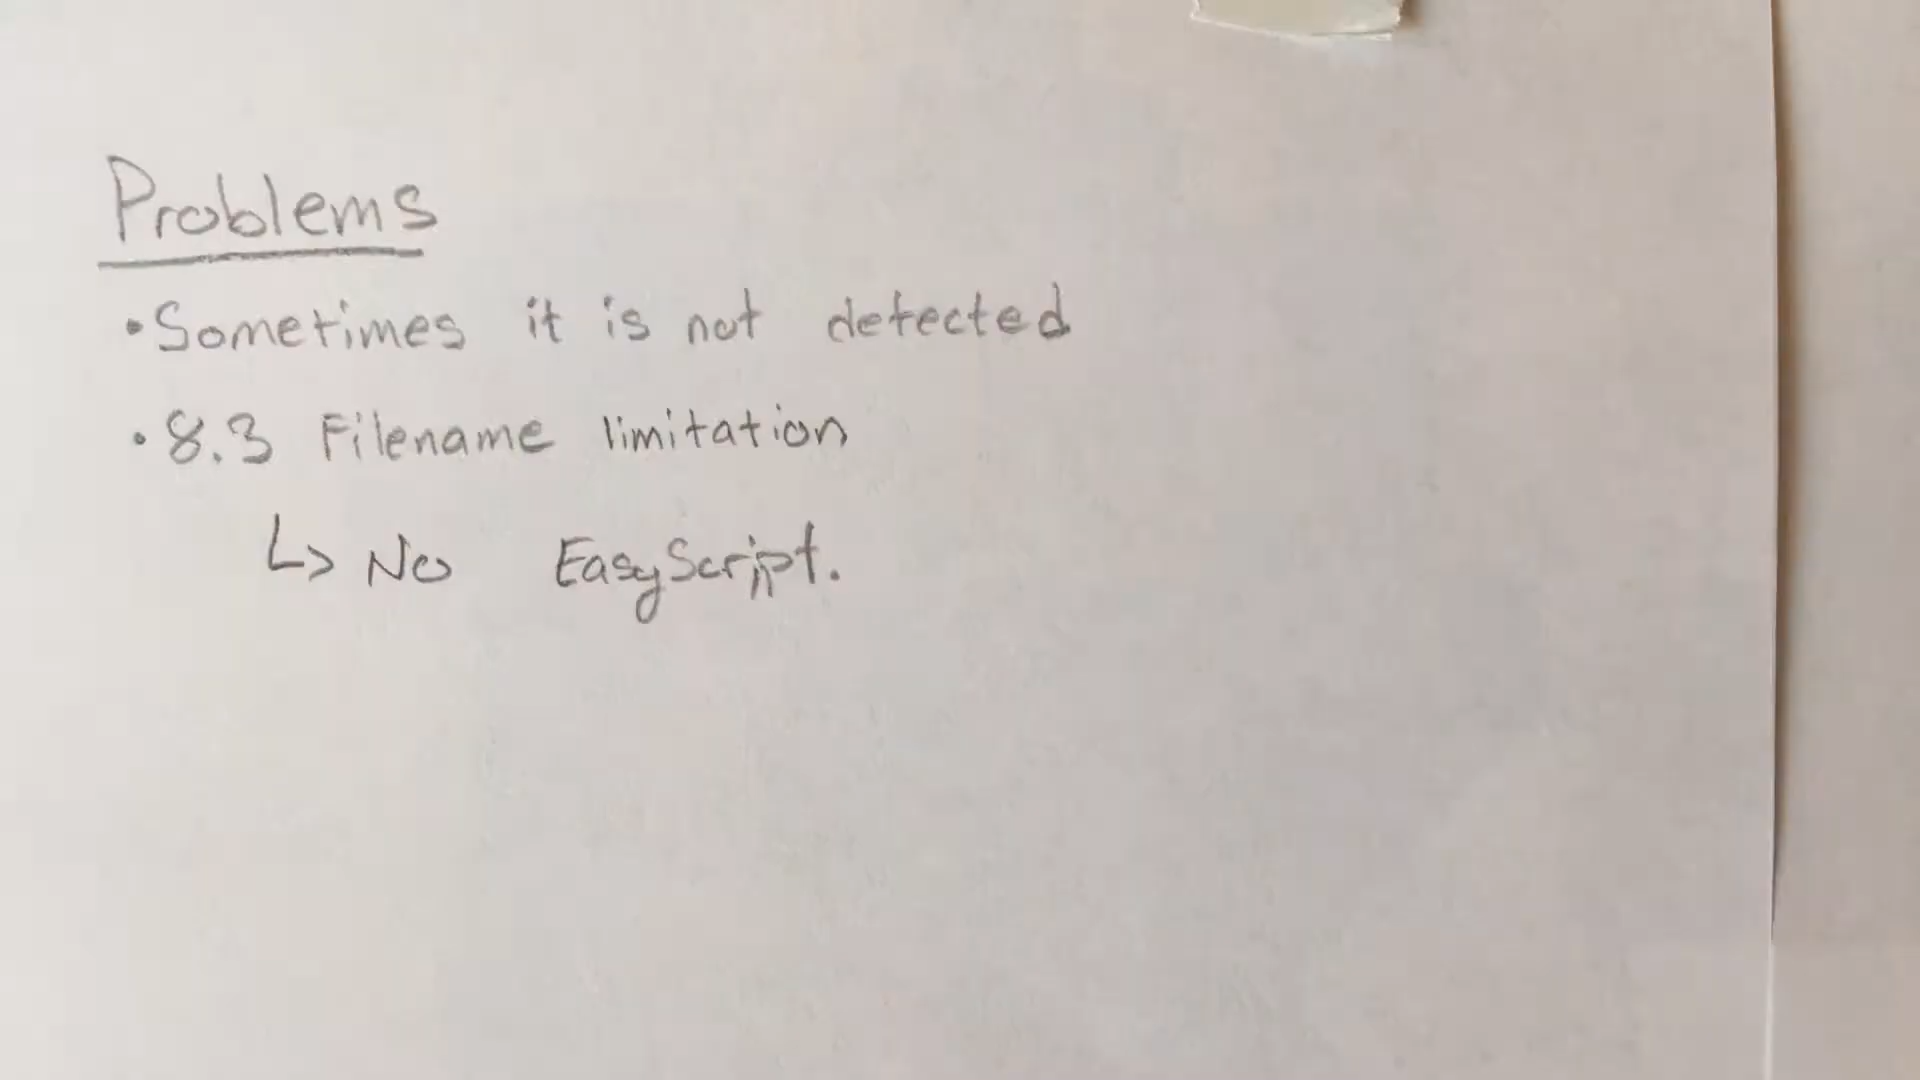 Problems
• Sometimes it is not detected
• 8.3 Filename limitation
↳ No EasyScript.